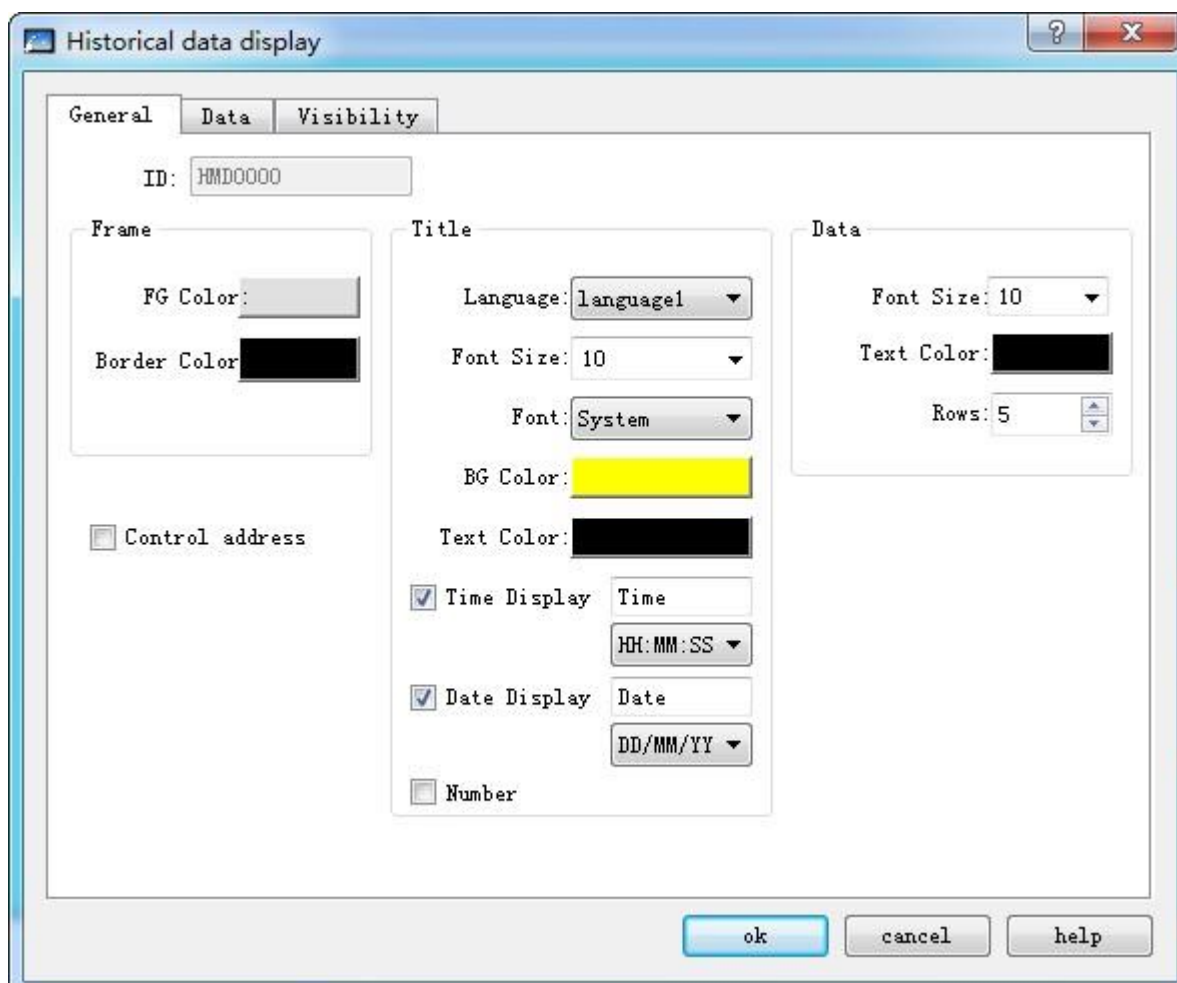 Historical data display
General Data Visibility
ID: HMD0000
Frame
FG Color:
Border Color
Control address
Title
Language: language1
Font Size: 10
Font: System
BG Color:
Text Color:
Time Display Time
HH:MM:SS
Date Display Date
DD/MM/YY
Number
Data
Font Size: 10
Text Color:
Rows: 5
ok cancel help